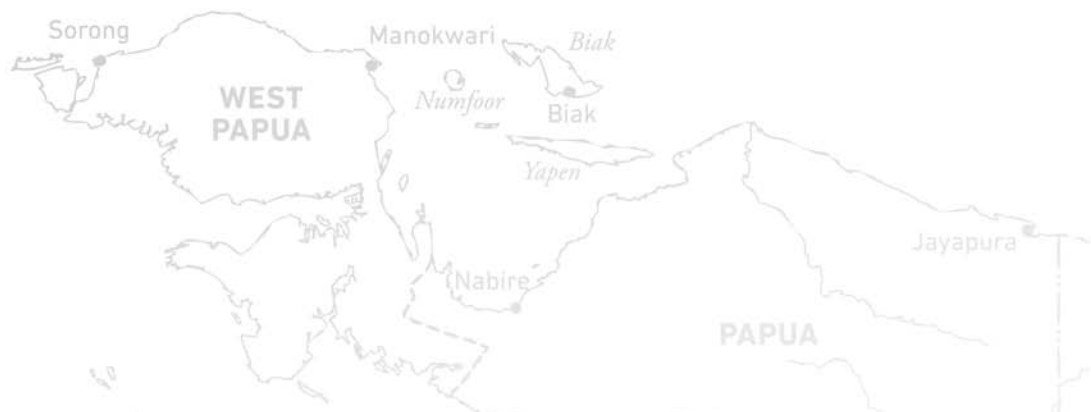 Sorong
Manokwari
Biak
WEST
PAPUA
Numfoor
Biak
Yapen
Jayapura
Nabire
PAPUA